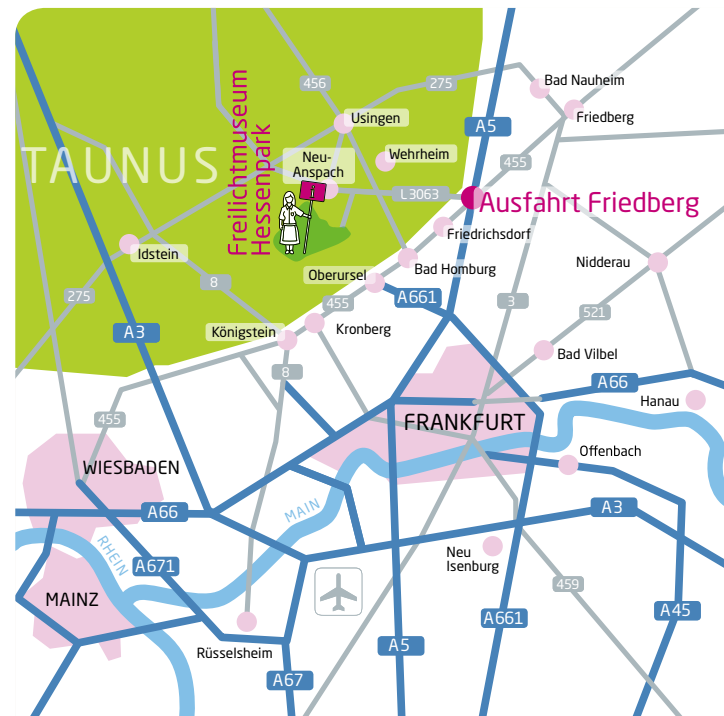 Bad Nauheim
456
275
Friedberg
Usingen
A5
TAUNUS
Freilichtmuseum
Hessenpark
Neu-
Anspach
Wehrheim
455
L3063
Ausfahrt Friedberg
Friedrichsdorf
Idstein
Nidderau
Oberursel
Bad Homburg
8
275
455
A661
3
521
A3
Königstein
Kronberg
Bad Vilbel
8
A66
Hanau
455
FRANKFURT
WIESBADEN
Offenbach
A66
MAIN
A3
RHEIN
A671
Neu
Isenburg
459
MAINZ
A661
A45
Rüsselsheim
A5
A67